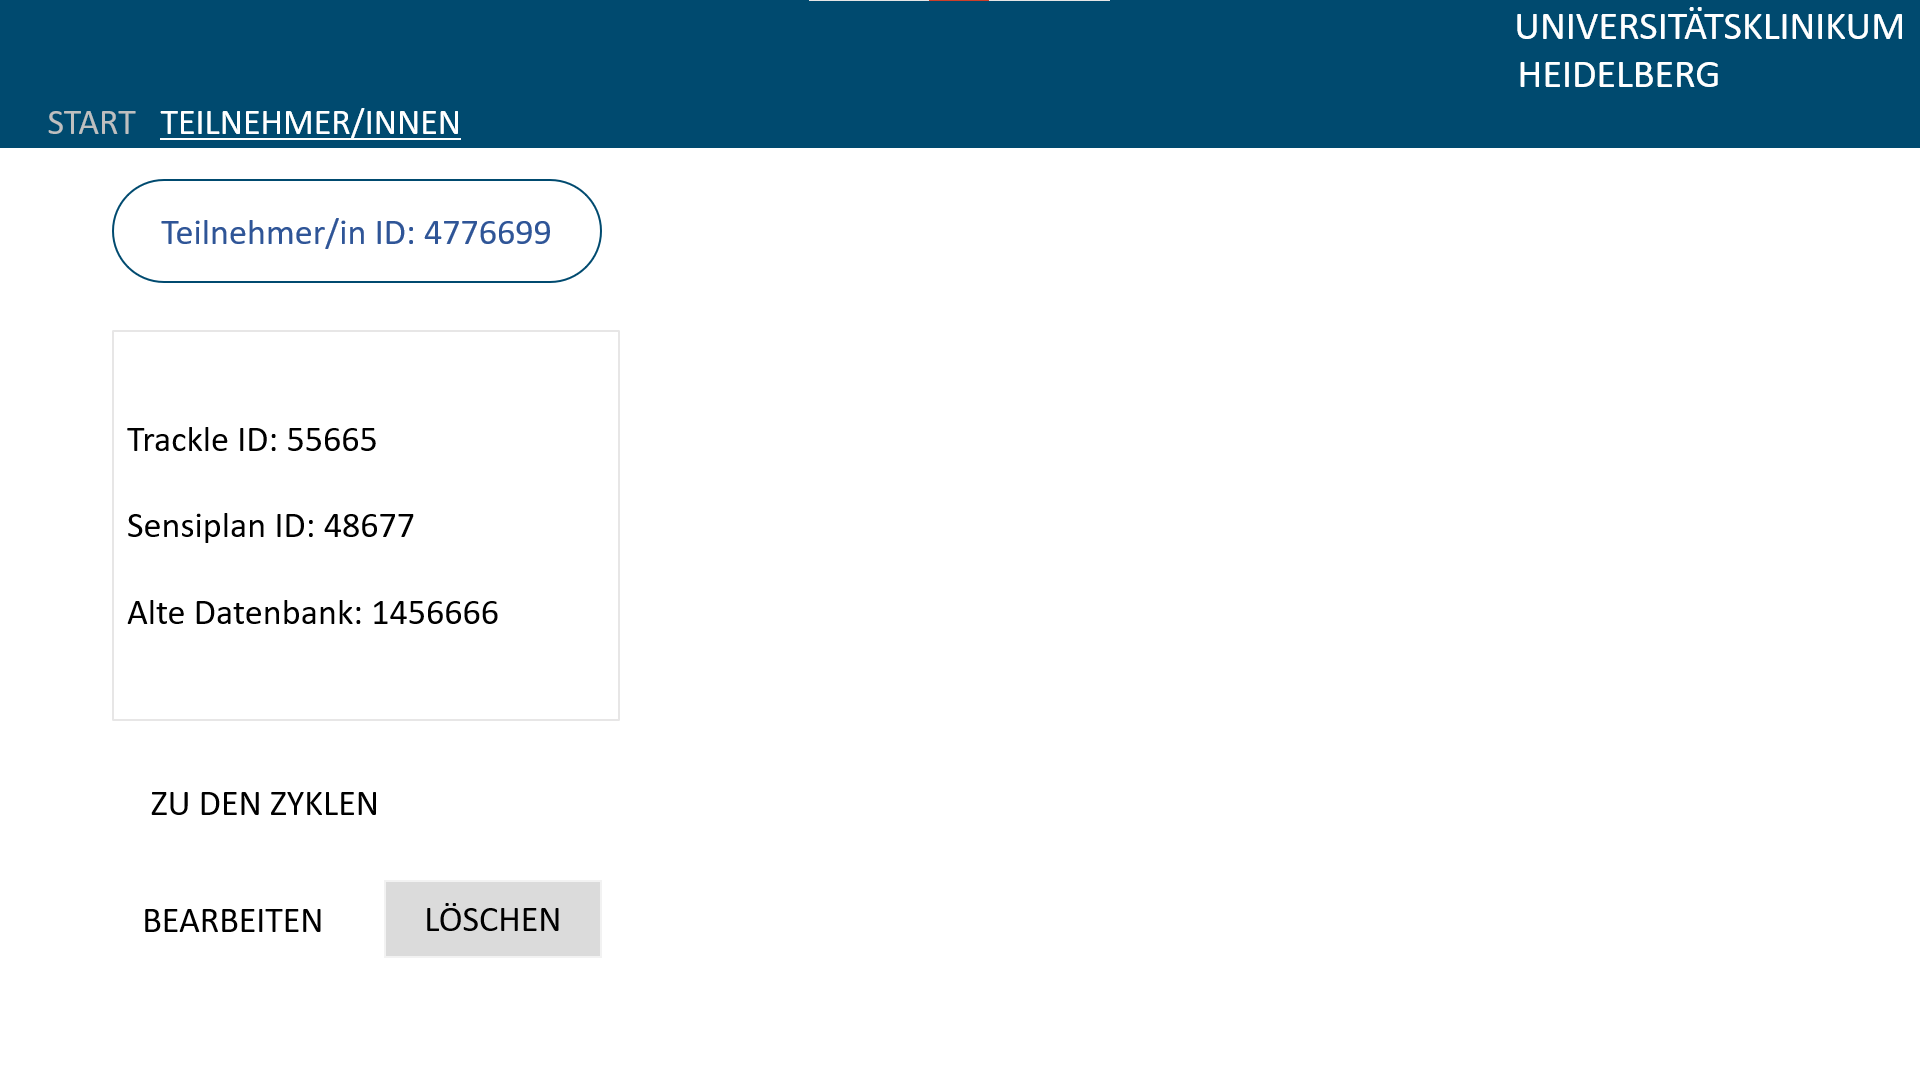 UNIVERSITÄTSKLINIKUM
HEIDELBERG
START TEILNEHMER/INNEN
Teilnehmer/in ID: 4776699
Trackle ID: 55665
Sensiplan ID: 48677
Alte Datenbank: 1456666
ZU DEN ZYKLEN
BEARBEITEN LÖSCHEN